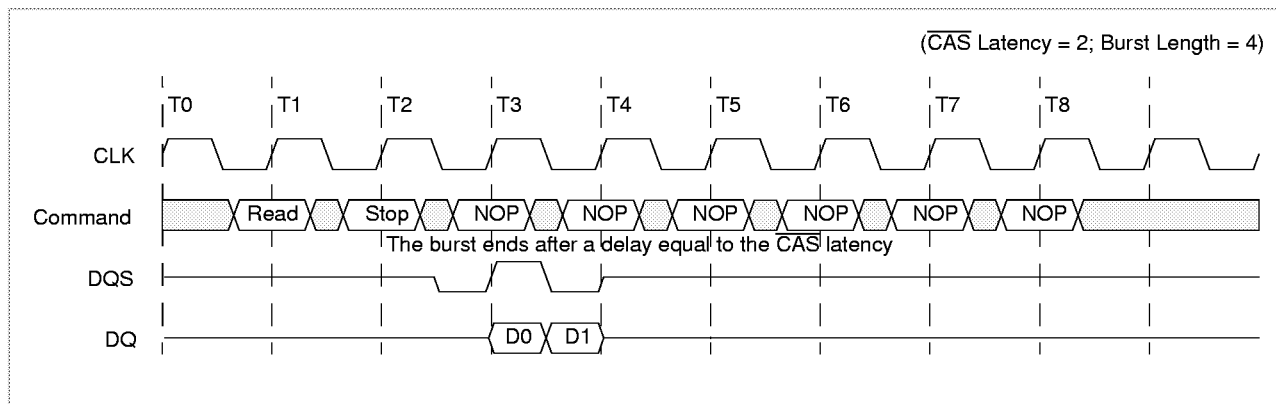 (CAS Latency = 2; Burst Length = 4)
T0 T1 T2 T3 T4 T5 T6 T7 T8
CLK
Command Read Stop NOP NOP NOP NOP NOP NOP
The burst ends after a delay equal to the CAS latency
DQS
DQ D0 D1